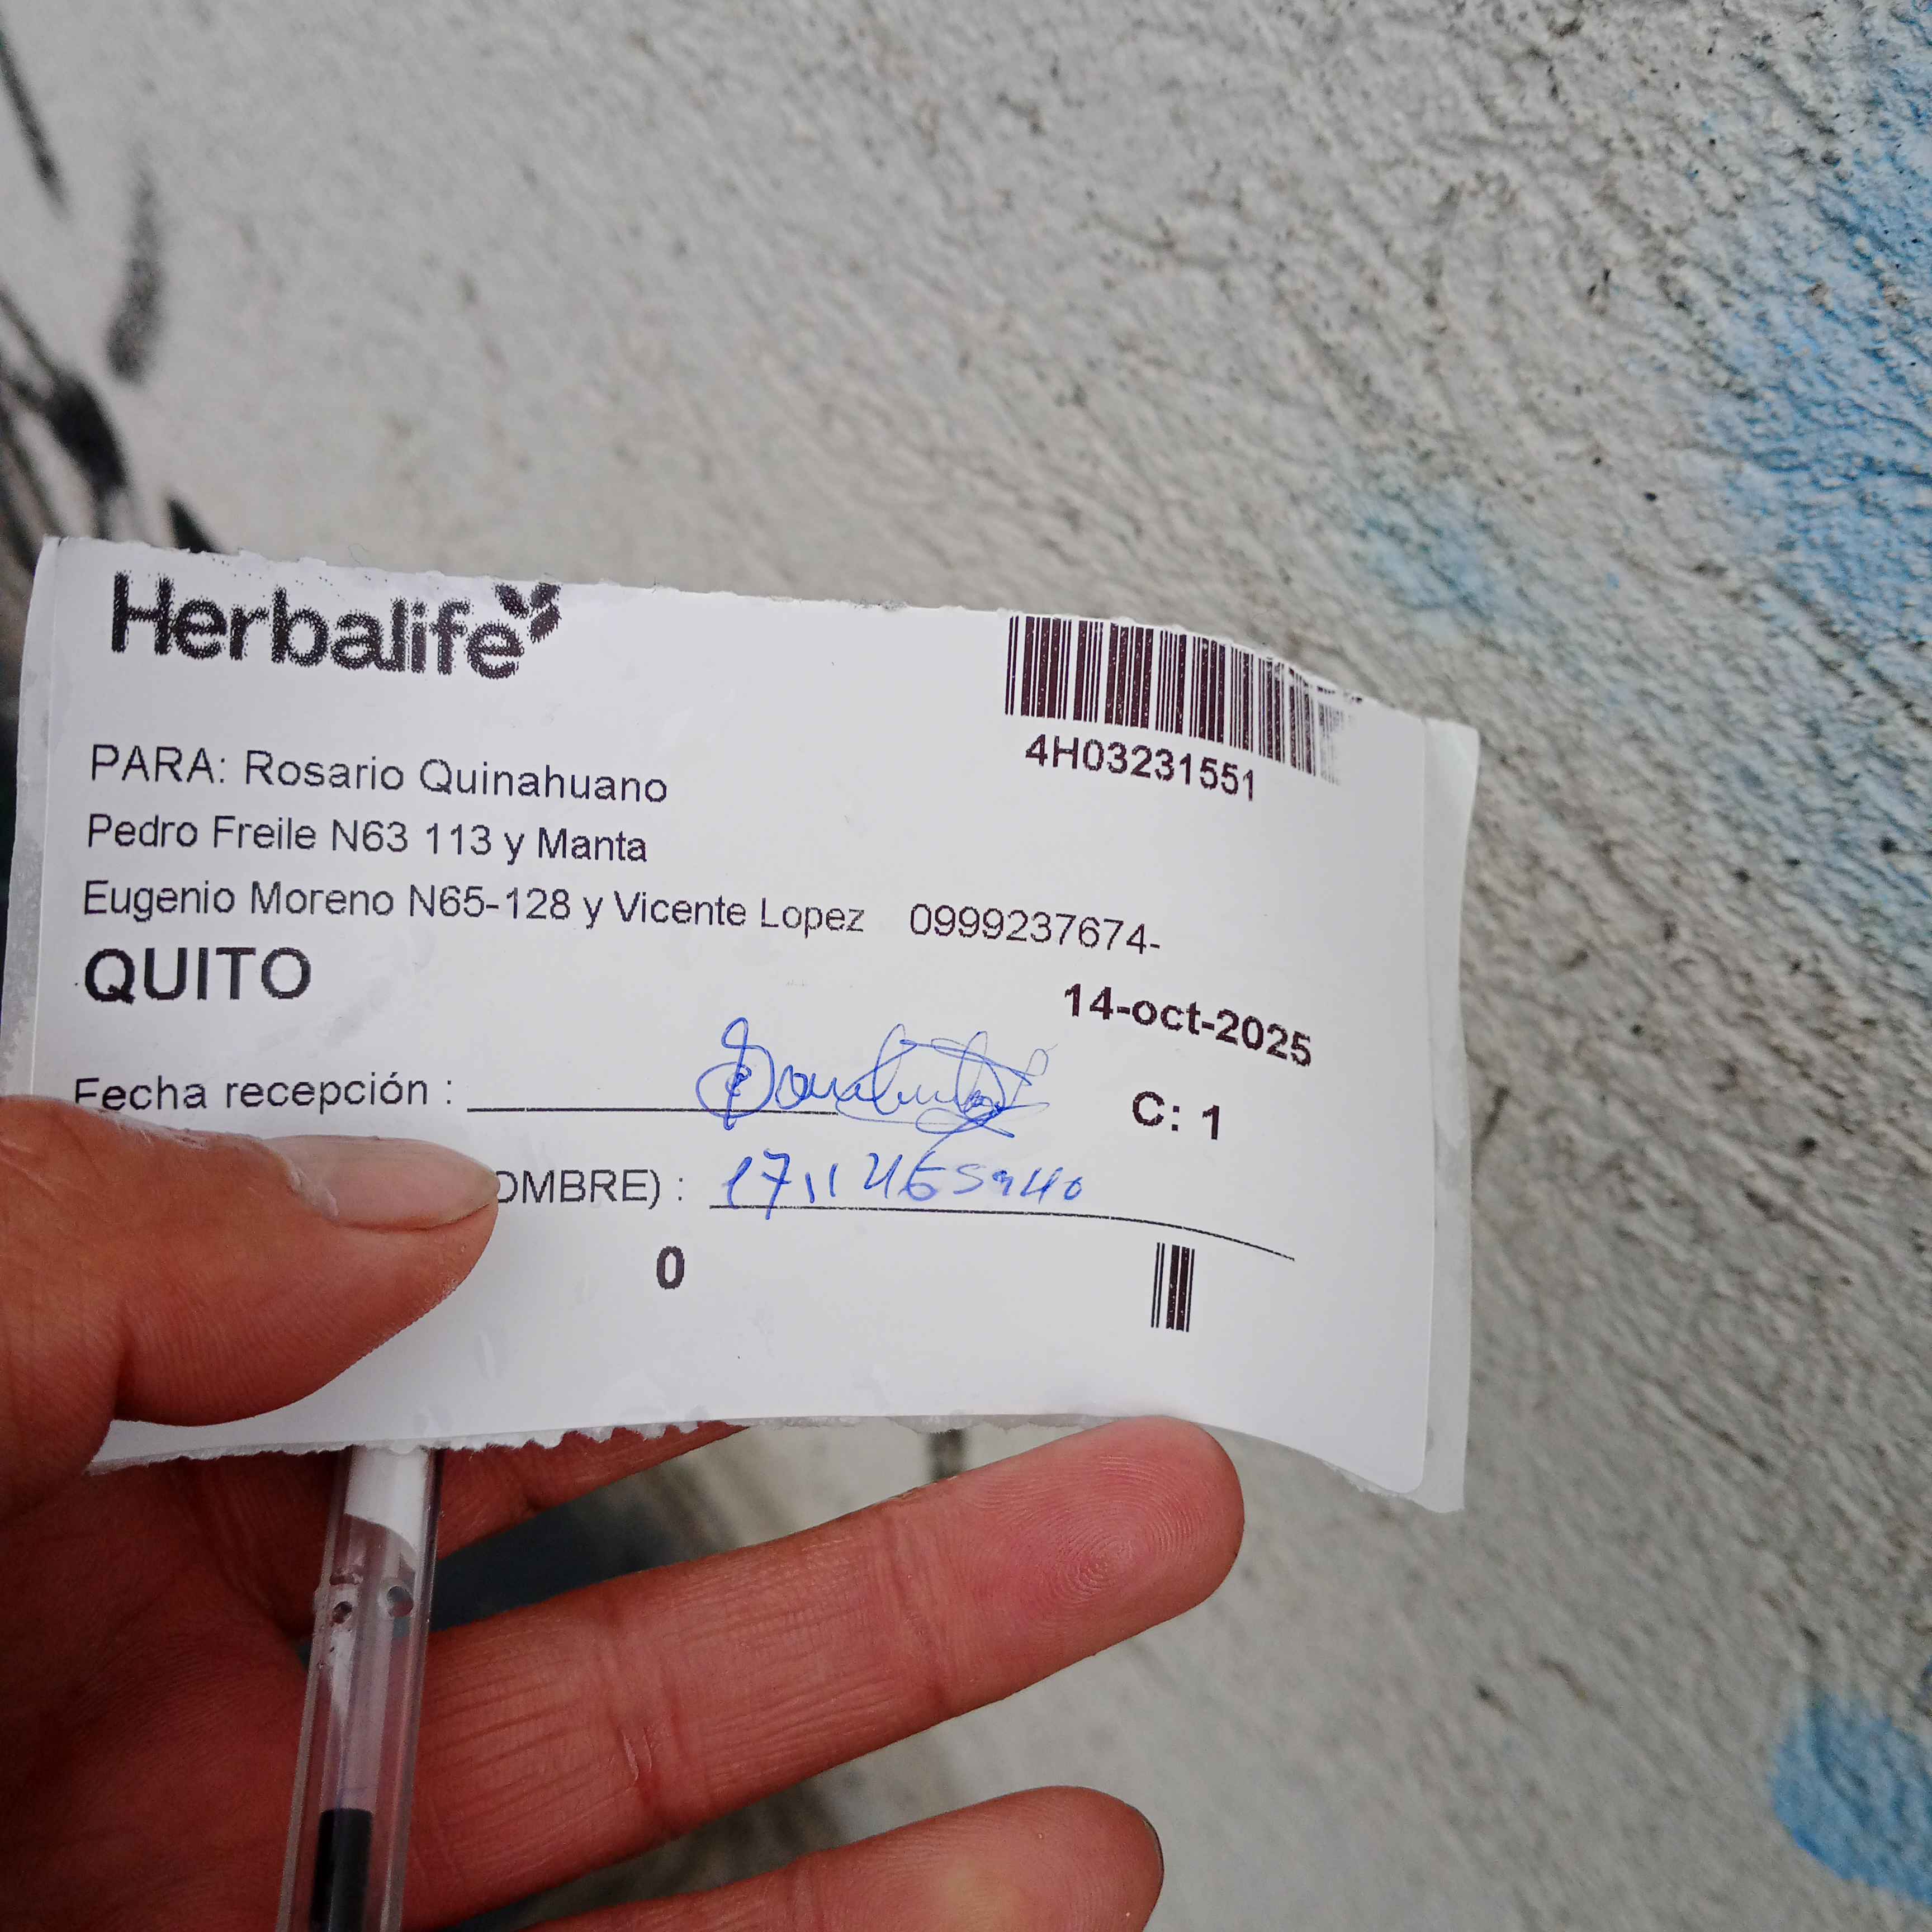 Herbalife
4H03231551
PARA: Rosario Quinahuano
Pedro Freile N63 113 y Manta
Eugenio Moreno N65-128 y Vicente Lopez 0999237674-
QUITO
14-oct-2025
Fecha recepción :
C: 1
OMBRE) :
0